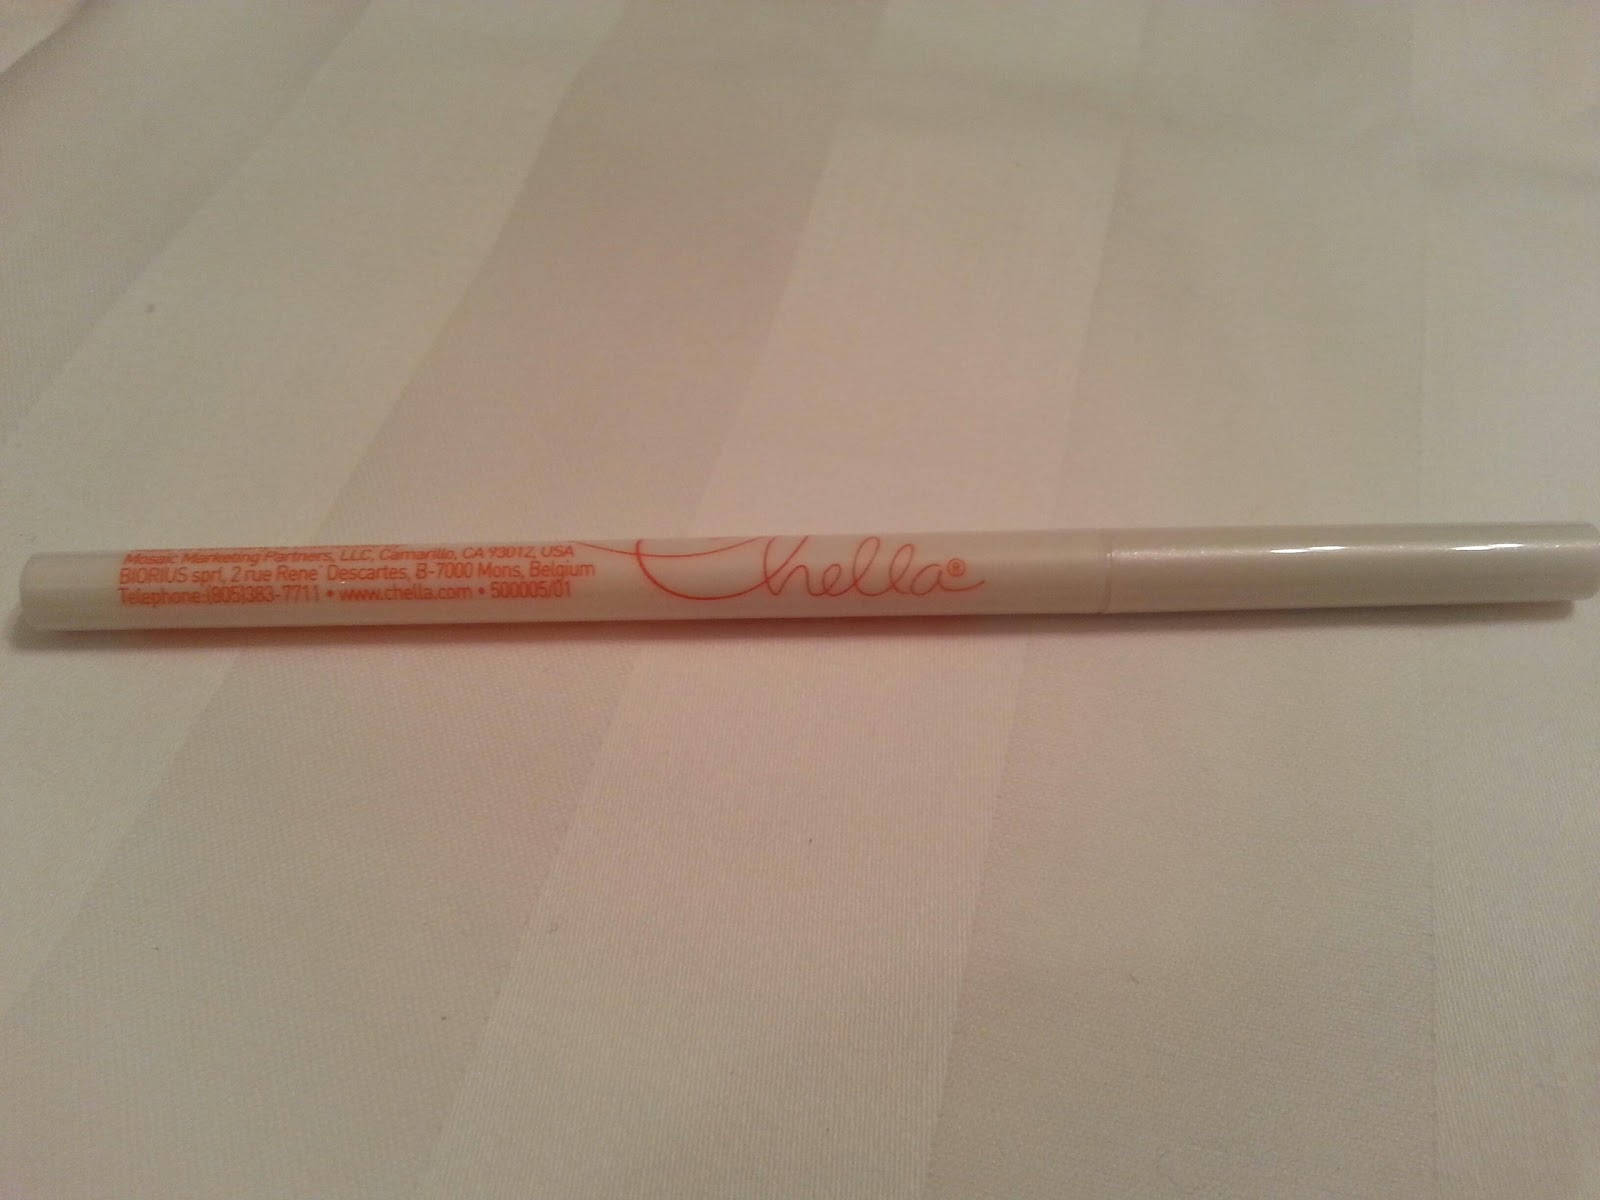 Mosaic Marketing Partners, LLC, Camarillo, CA 93012, USA
BIORIUS sprl, 2 rue Rene´ Descartes, B-7000 Mons, Belgium
Telephone:(805)383-7711 • www.chella.com • 500005/01
Chella®